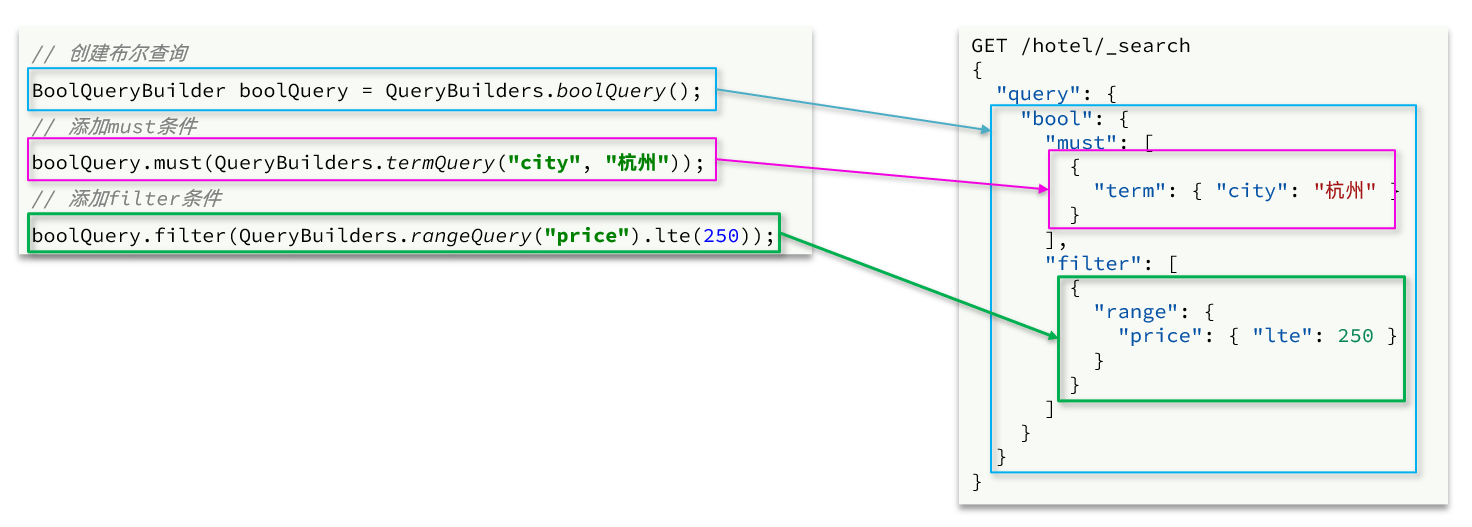 // 创建布尔查询
BoolQueryBuilder boolQuery = QueryBuilders.boolQuery();
// 添加must条件
boolQuery.must(QueryBuilders.termQuery("city", "杭州"));
// 添加filter条件
boolQuery.filter(QueryBuilders.rangeQuery("price").lte(250));
GET /hotel/_search
{
  "query": {
    "bool": {
      "must": [
        {
          "term": { "city": "杭州" }
        }
      ],
      "filter": [
        {
          "range": {
            "price": { "lte": 250 }
          }
        }
      ]
    }
  }
}